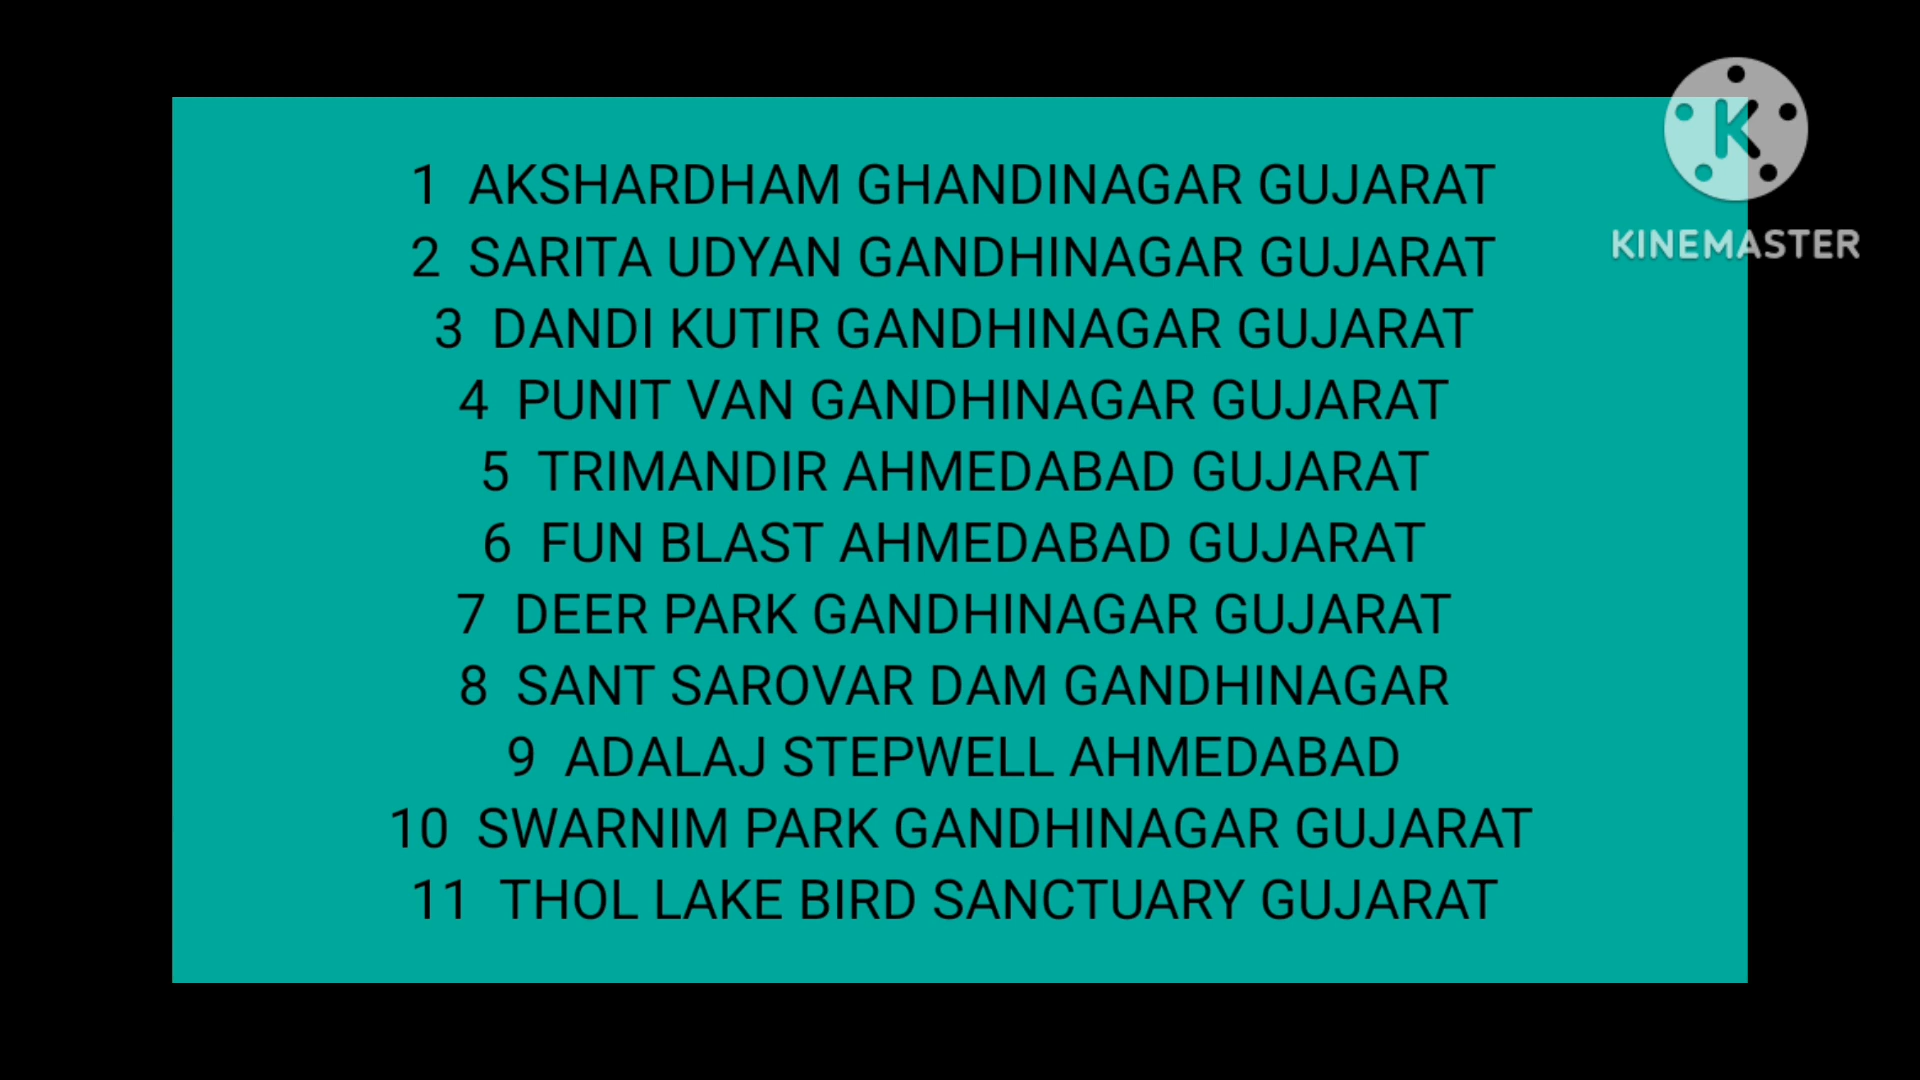 1 AKSHARDHAM GHANDINAGAR GUJARAT
2 SARITA UDYAN GANDHINAGAR GUJARAT
3 DANDI KUTIR GANDHINAGAR GUJARAT
4 PUNIT VAN GANDHINAGAR GUJARAT
5 TRIMANDIR AHMEDABAD GUJARAT
6 FUN BLAST AHMEDABAD GUJARAT
7 DEER PARK GANDHINAGAR GUJARAT
8 SANT SAROVAR DAM GANDHINAGAR
9 ADALAJ STEPWELL AHMEDABAD
10 SWARNIM PARK GANDHINAGAR GUJARAT
11 THOL LAKE BIRD SANCTUARY GUJARAT
K
KINEMASTER